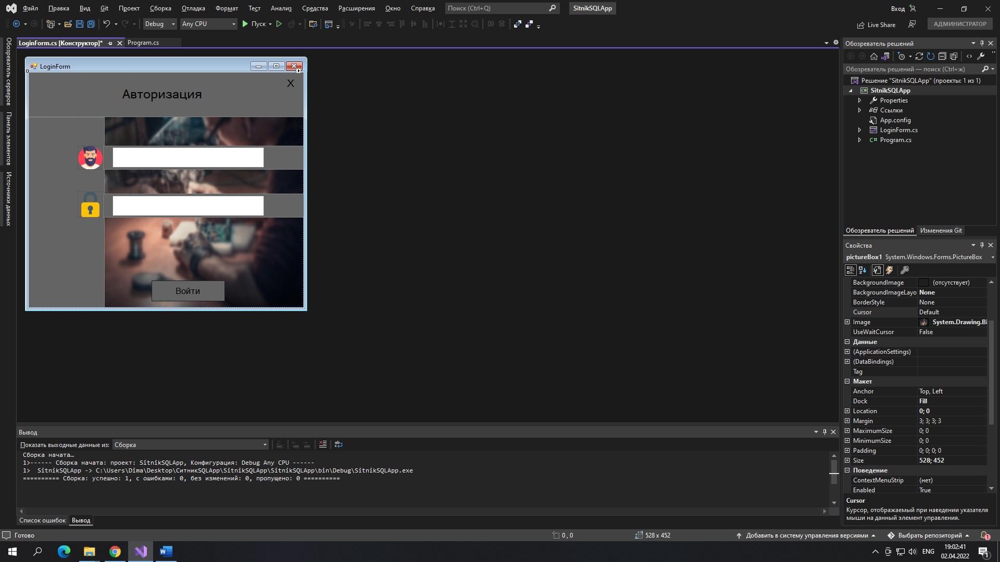 Файл Правка Вид Git Проект Сборка Отладка Формат Тест Анализ Средства Расширения Окно Справка Поиск (Ctrl+Q) SitnikSQLApp Вход
Debug Any CPU Пуск Live Share АДМИНИСТРАТОР
Обозреватель серверов
Панель элементов
Источники данных
LoginForm.cs [Конструктор]* Program.cs
LoginForm
X
Авторизация
Войти
Обозреватель решений
Обозреватель решений — поиск (Ctrl+ж)
Решение "SitnikSQLApp" (проекты: 1 из 1)
C# SitnikSQLApp
Properties
Ссылки
App.config
LoginForm.cs
C# Program.cs
Обозреватель решений Изменения Git
Свойства
pictureBox1 System.Windows.Forms.PictureBox
BackgroundImage (отсутствует)
BackgroundImageLayo None
BorderStyle None
Cursor Default
Image System.Drawing.Bi
UseWaitCursor False
Данные
(ApplicationSettings)
(DataBindings)
Tag
Макет
Anchor Top, Left
Dock Fill
Location 0; 0
Margin 3; 3; 3; 3
MaximumSize 0; 0
MinimumSize 0; 0
Padding 0; 0; 0; 0
Size 528; 452
Поведение
ContextMenuStrip (нет)
Enabled True
Cursor
Курсор, отображаемый при наведении указателя
мыши на данный элемент управления.
Вывод
Показать выходные данные из: Сборка
Сборка начата…
1>------ Сборка начата: проект: SitnikSQLApp, Конфигурация: Debug Any CPU ------
1>  SitnikSQLApp -> C:\Users\Dima\Desktop\СитникSQLApp\SitnikSQLApp\SitnikSQLApp\bin\Debug\SitnikSQLApp.exe
========== Сборка: успешно: 1, с ошибками: 0, без изменений: 0, пропущено: 0 ==========
Список ошибок Вывод
Готово 0 , 0 528 x 452 Добавить в систему управления версиями Выбрать репозиторий 1
ENG 19:02:41
02.04.2022 1